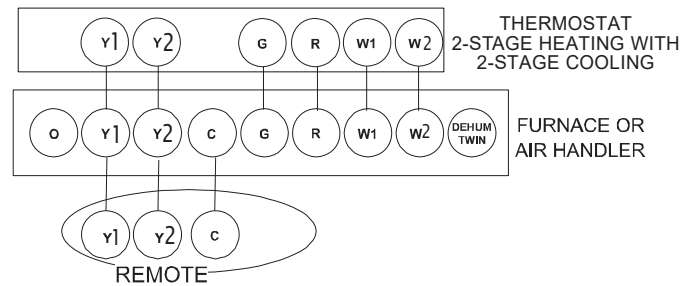 Y1 Y2 G R W1 W2
THERMOSTAT
2-STAGE HEATING WITH
2-STAGE COOLING
O Y1 Y2 C G R W1 W2 DEHUM
TWIN
FURNACE OR
AIR HANDLER
Y1 Y2 C
REMOTE